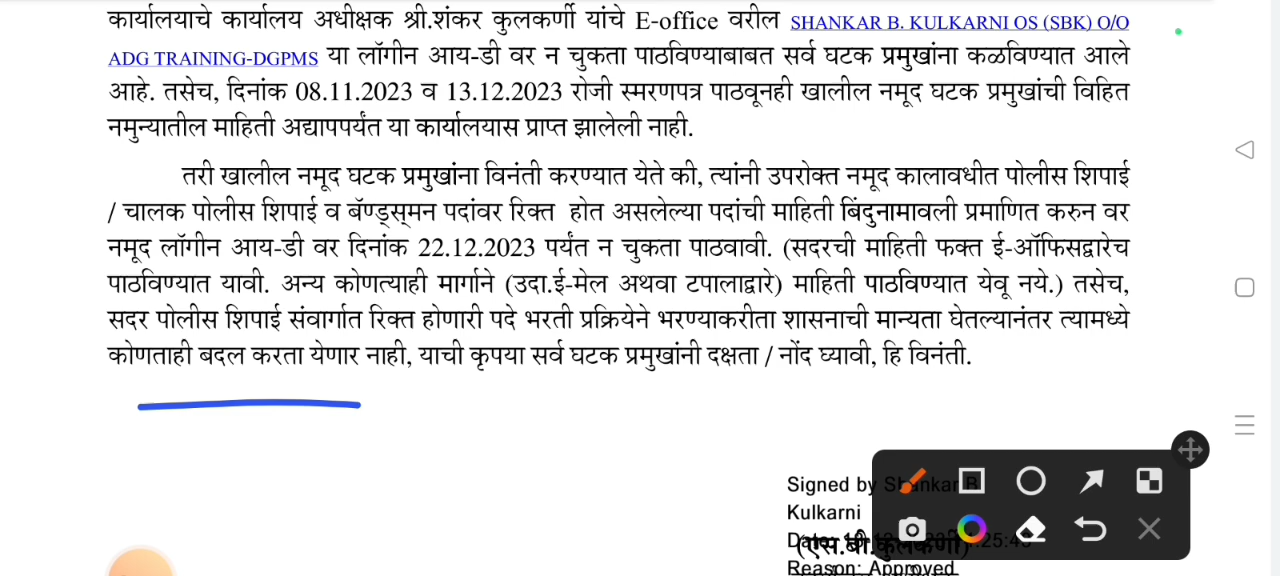 कार्यालयाचे कार्यालय अधीक्षक श्री.शंकर कुलकर्णी यांचे E-office वरील SHANKAR B. KULKARNI OS (SBK) O/O
ADG TRAINING-DGPMS या लॉगीन आय-डी वर न चुकता पाठविण्याबाबत सर्व घटक प्रमुखांना कळविण्यात आले
आहे. तसेच, दिनांक 08.11.2023 व 13.12.2023 रोजी स्मरणपत्र पाठवूनही खालील नमूद घटक प्रमुखांची विहित
नमुन्यातील माहिती अद्यापपर्यंत या कार्यालयास प्राप्त झालेली नाही.
तरी खालील नमूद घटक प्रमुखांना विनंती करण्यात येते की, त्यांनी उपरोक्त नमूद कालावधीत पोलीस शिपाई
/ चालक पोलीस शिपाई व बॅण्ड्स्मन पदांवर रिक्त होत असलेल्या पदांची माहिती बिंदुनामावली प्रमाणित करुन वर
नमूद लॉगीन आय-डी वर दिनांक 22.12.2023 पर्यंत न चुकता पाठवावी. (सदरची माहिती फक्त ई-ऑफिसद्वारेच
पाठविण्यात यावी. अन्य कोणत्याही मार्गाने (उदा.ई-मेल अथवा टपालाद्वारे) माहिती पाठविण्यात येवू नये.) तसेच,
सदर पोलीस शिपाई संवार्गात रिक्त होणारी पदे भरती प्रक्रियेने भरण्याकरीता शासनाची मान्यता घेतल्यानंतर त्यामध्ये
कोणताही बदल करता येणार नाही, याची कृपया सर्व घटक प्रमुखांनी दक्षता / नोंद घ्यावी, हि विनंती.
Signed by Shankar B
Kulkarni
(एस.बी.कुलकर्णी)
Reason: Approved